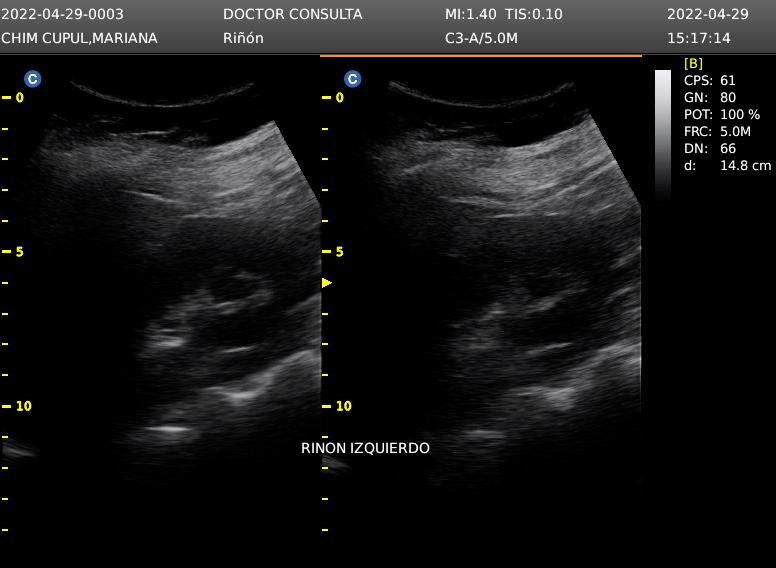 2022-04-29-0003 DOCTOR CONSULTA MI:1.40 TIS:0.10 2022-04-29
CHIM CUPUL,MARIANA Riñón C3-A/5.0M 15:17:14
C C [B]
0 0 CPS: 61
GN: 80
POT: 100 %
FRC: 5.0M
DN: 66
d: 14.8 cm
5 5
10 10
RINON IZQUIERDO